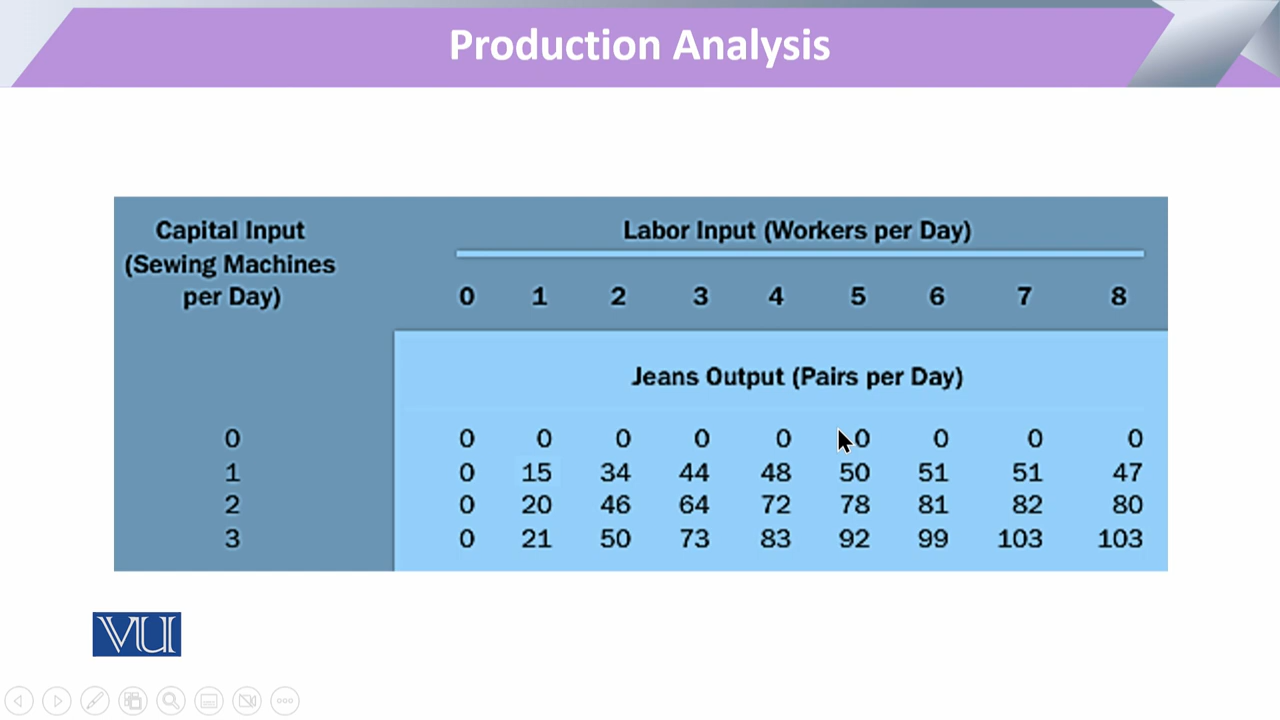 Production Analysis
Capital Input
(Sewing Machines
per Day)
Labor Input (Workers per Day)
0 1 2 3 4 5 6 7 8
Jeans Output (Pairs per Day)
0 0 0 0 0 0 0 0 0 0
1 0 15 34 44 48 50 51 51 47
2 0 20 46 64 72 78 81 82 80
3 0 21 50 73 83 92 99 103 103
VU